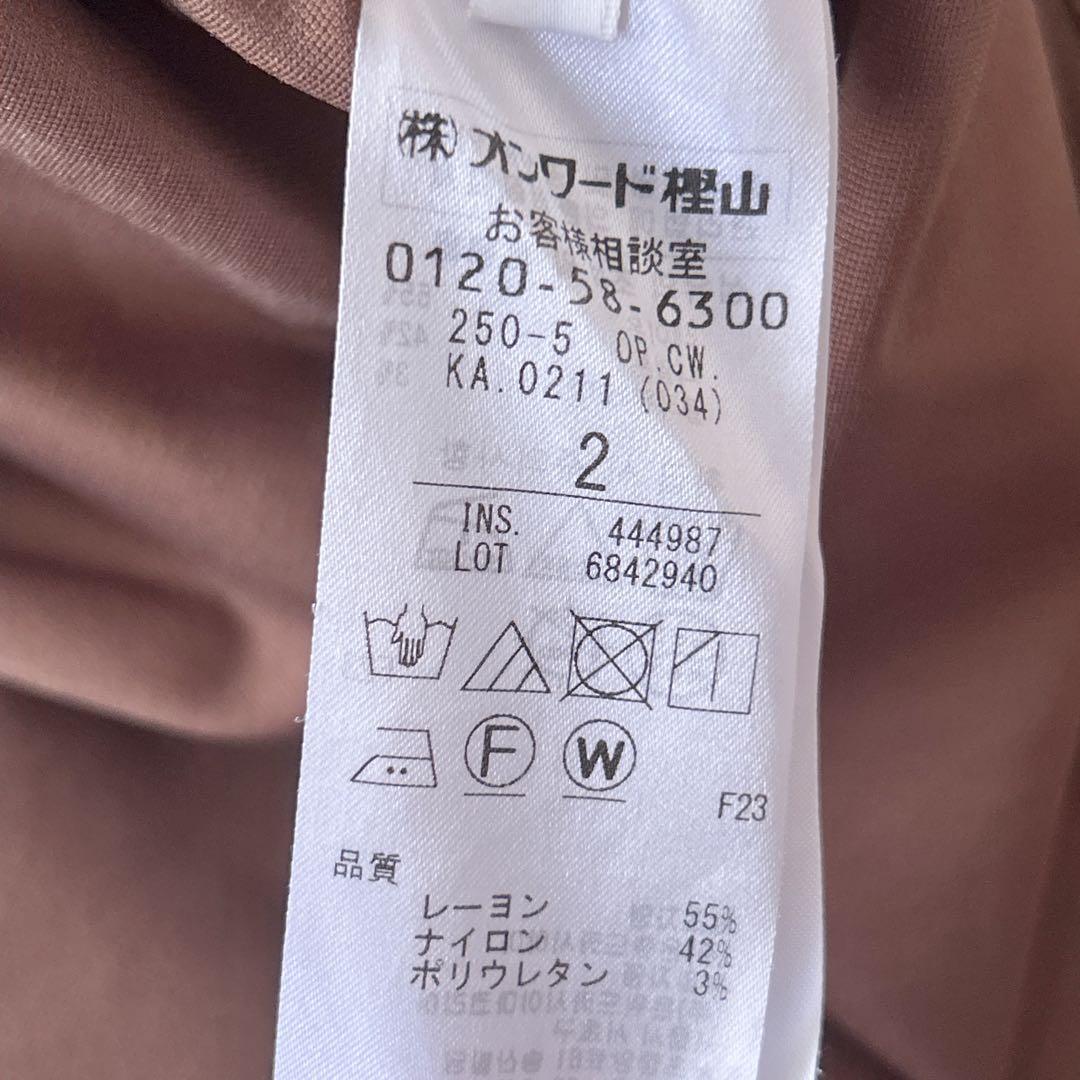 ㈱オンワード樫山
お客様相談室
0120-58-6300
250-5 OP.CW.
KA.0211 (034)
2
INS. 444987
LOT 6842940
F W
F23
品質
レーヨン 55%
ナイロン 42%
ポリウレタン 3%